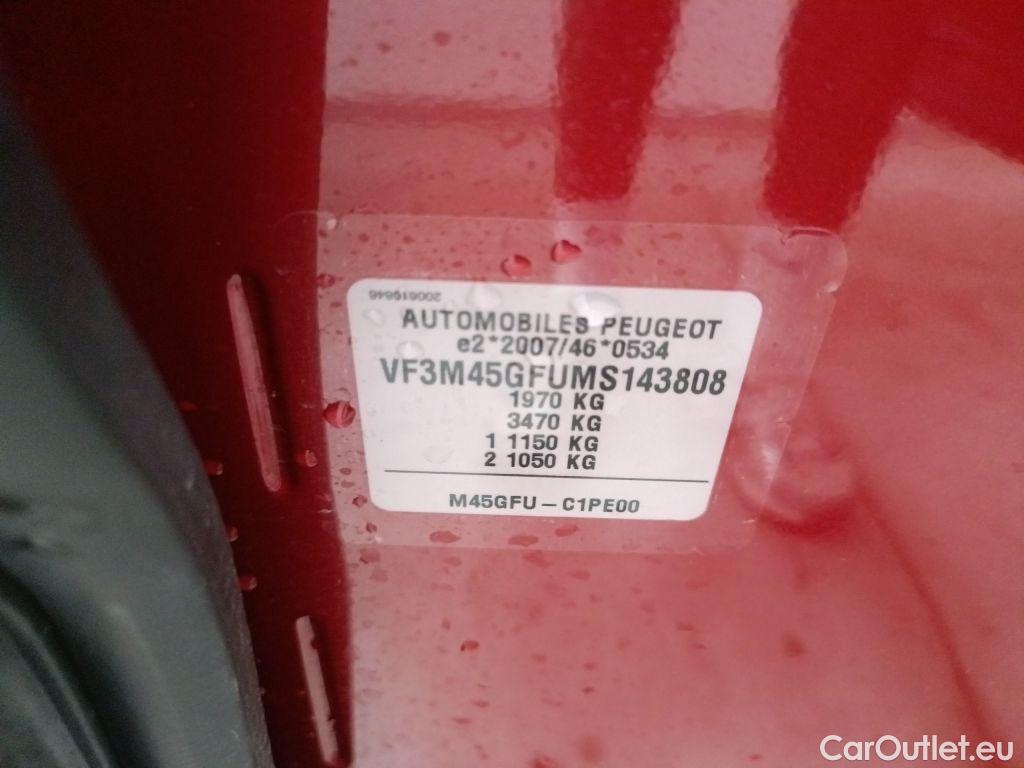 200616646
AUTOMOBILES PEUGEOT
e2*2007/46*0534
VF3M45GFUMS143808
1970 KG
3470 KG
1 1150 KG
2 1050 KG
M45GFU – C1PE00
CarOutlet.eu